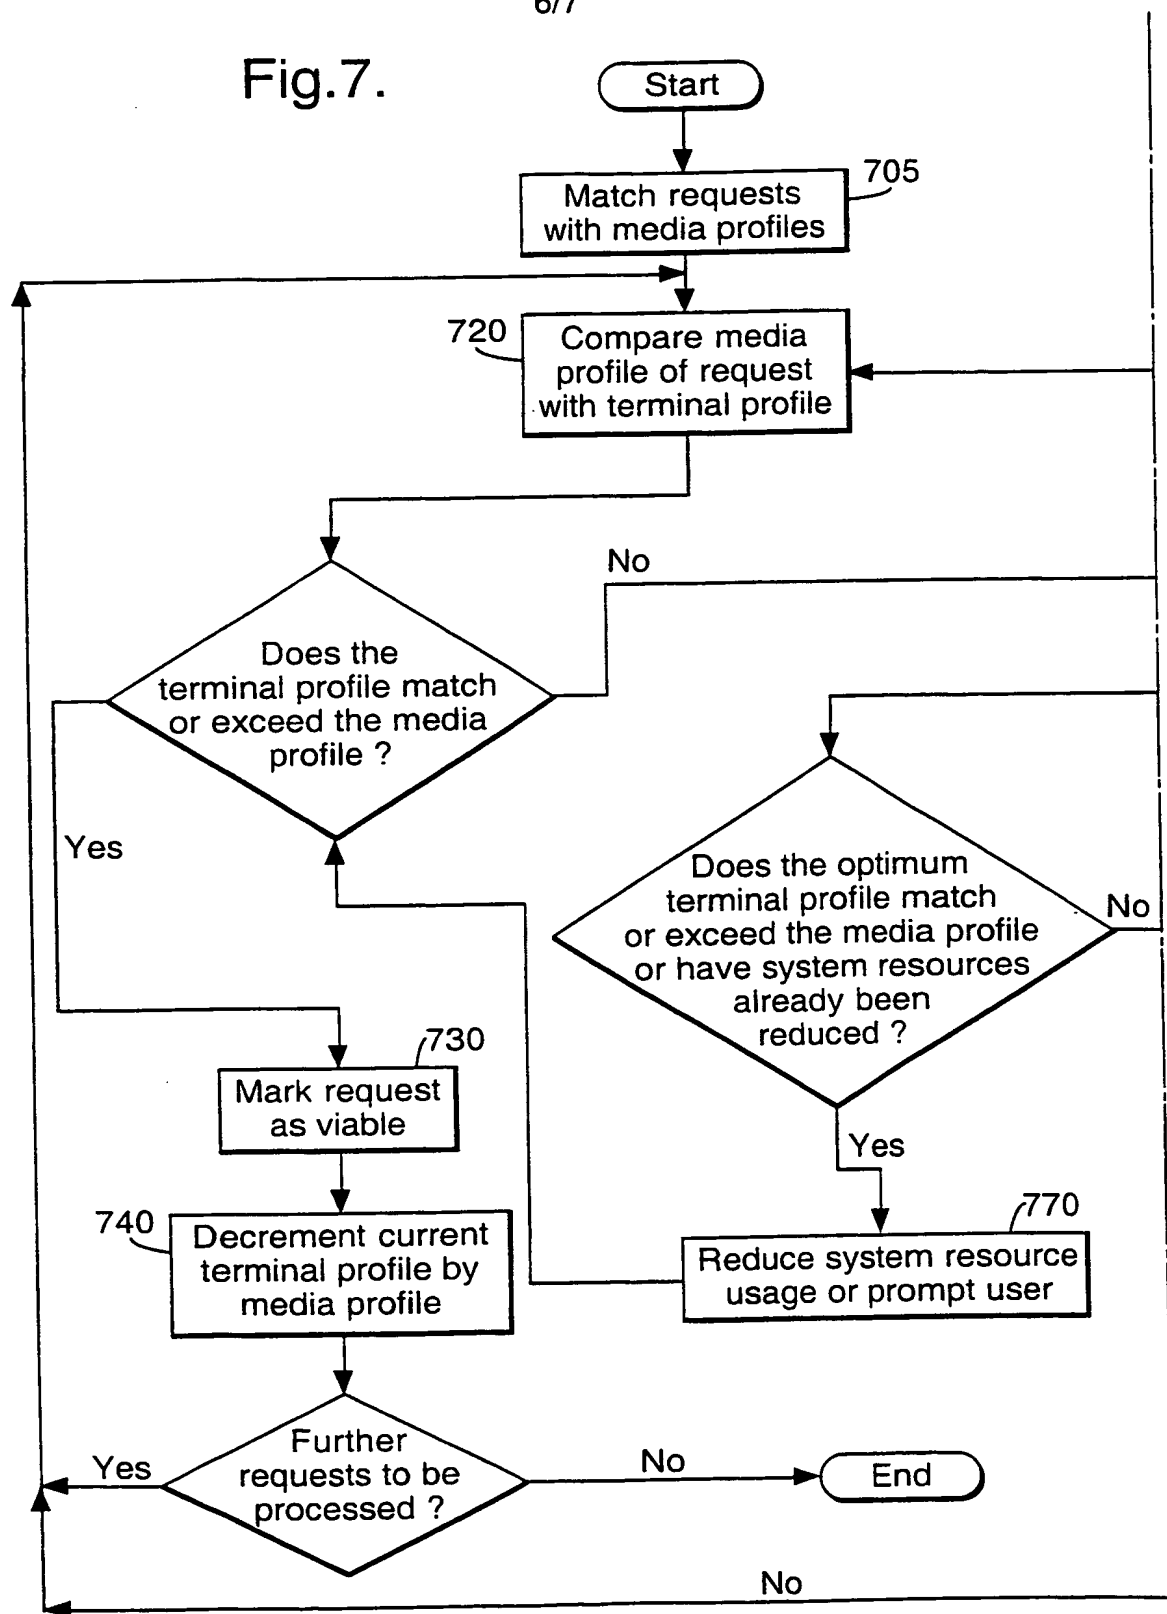 6/7
Fig.7.
Start
705
Match requests
with media profiles
720
Compare media
profile of request
with terminal profile
No
Does the
terminal profile match
or exceed the media
profile ?
Yes
Does the optimum
terminal profile match
or exceed the media profile
or have system resources
already been
reduced ?
No
730
Mark request
as viable
Yes
740
Decrement current
terminal profile by
media profile
770
Reduce system resource
usage or prompt user
Further
requests to be
processed ?
Yes
No
End
No